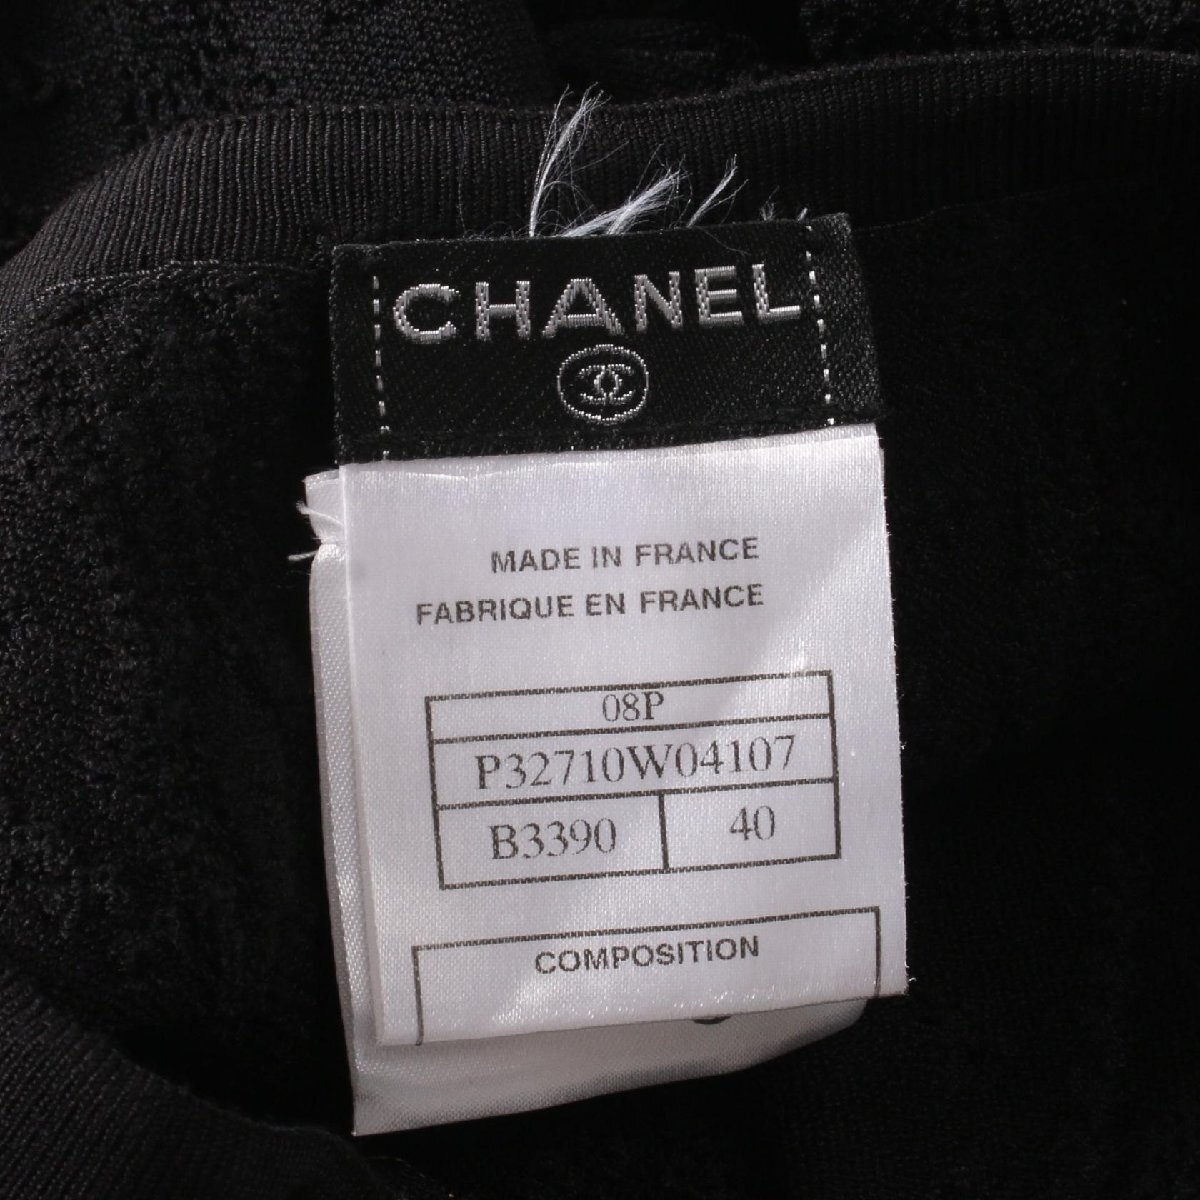 CHANEL
MADE IN FRANCE
FABRIQUE EN FRANCE
08P
P32710W04107
B3390 40
COMPOSITION